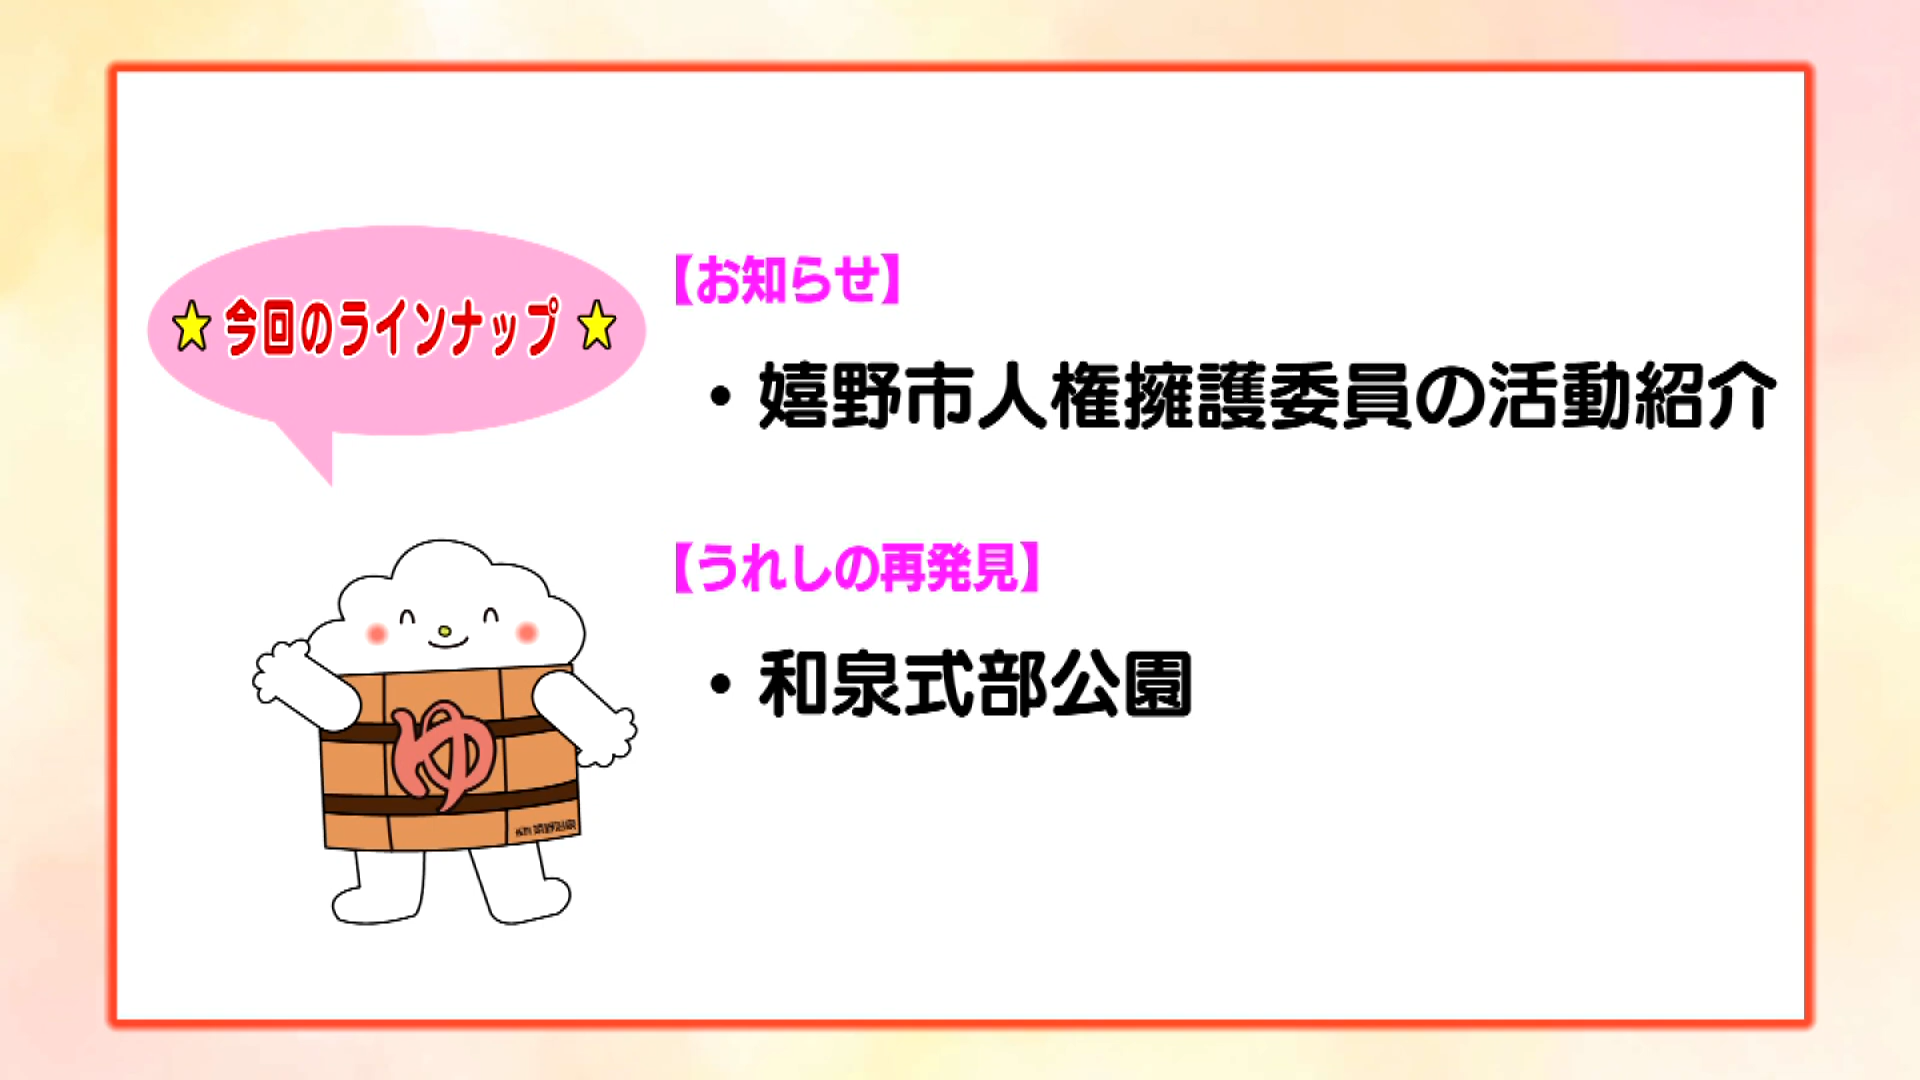 ★今回のラインナップ★
【お知らせ】
・嬉野市人権擁護委員の活動紹介
【うれしの再発見】
・和泉式部公園
ゆ